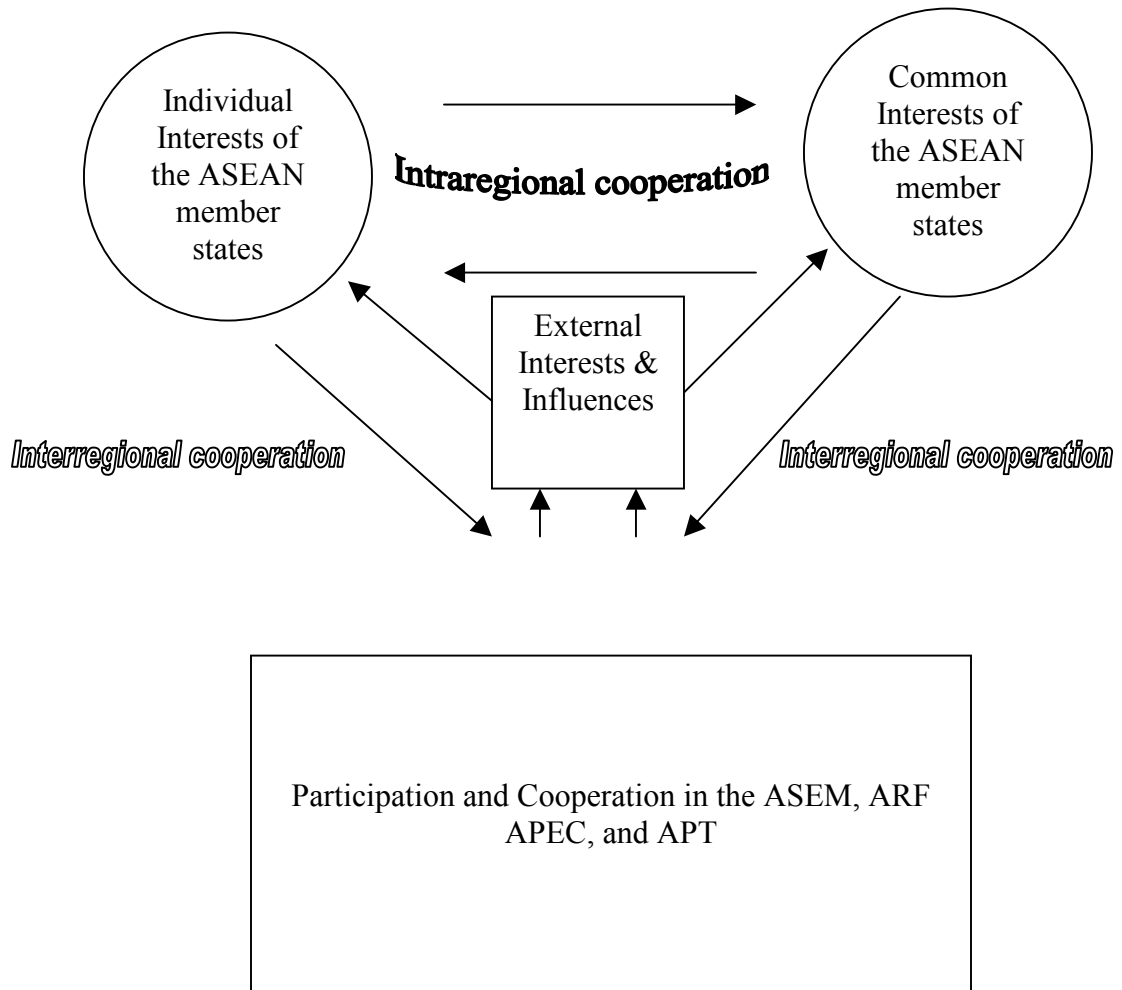 Individual
Interests of
the ASEAN
member
states
Common
Interests of
the ASEAN
member
states
Intraregional cooperation
External
Interests &
Influences
Interregional cooperation
Interregional cooperation
Participation and Cooperation in the ASEM, ARF
APEC, and APT